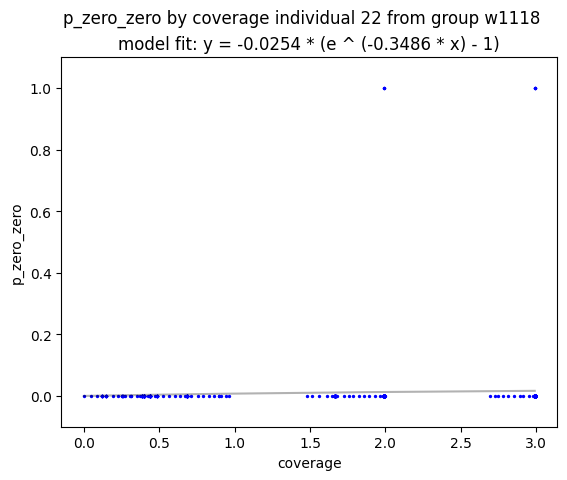 p_zero_zero by coverage individual 22 from group w1118
model fit: y = -0.0254 * (e ^ (-0.3486 * x) - 1)
1.0
0.8
0.6
0.4
0.2
0.0
p_zero_zero
0.0 0.5 1.0 1.5 2.0 2.5 3.0
coverage